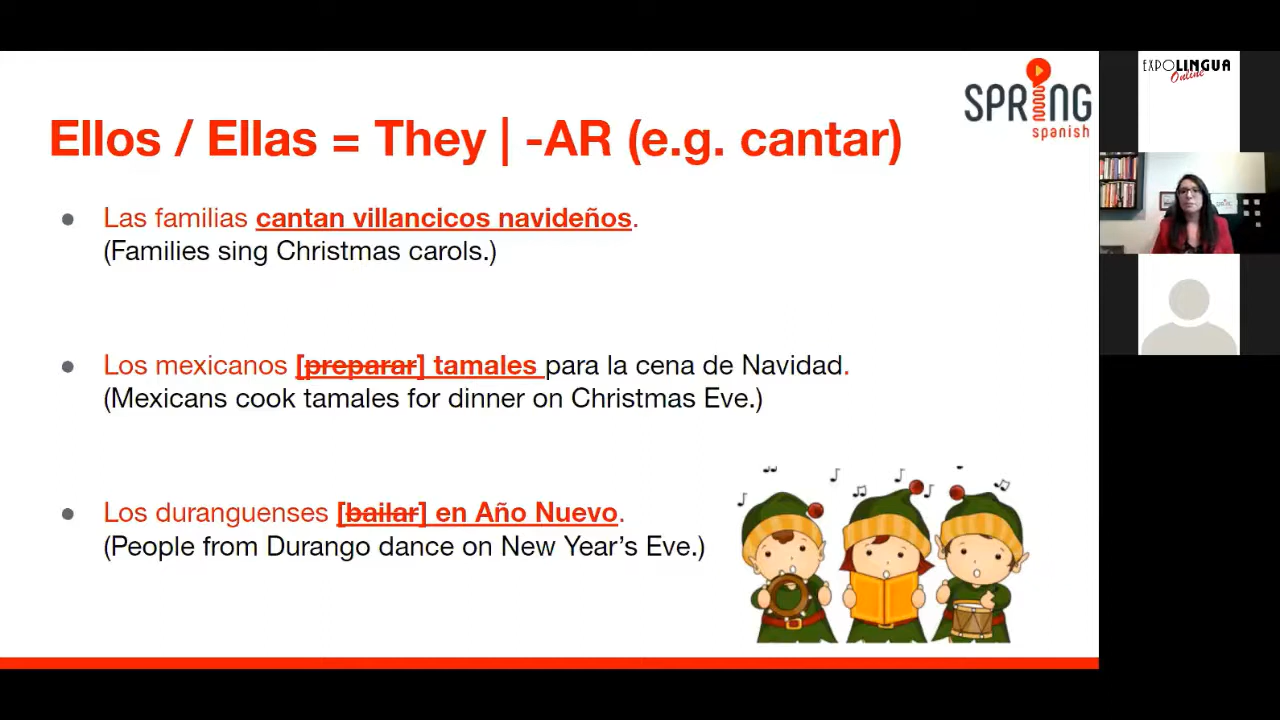 Ellos / Ellas = They | -AR (e.g. cantar)
SPRING
spanish
EXPOLINGUA
Online
● Las familias cantan villancicos navideños.
(Families sing Christmas carols.)
● Los mexicanos [preparar] tamales para la cena de Navidad.
(Mexicans cook tamales for dinner on Christmas Eve.)
● Los duranguenses [bailar] en Año Nuevo.
(People from Durango dance on New Year’s Eve.)